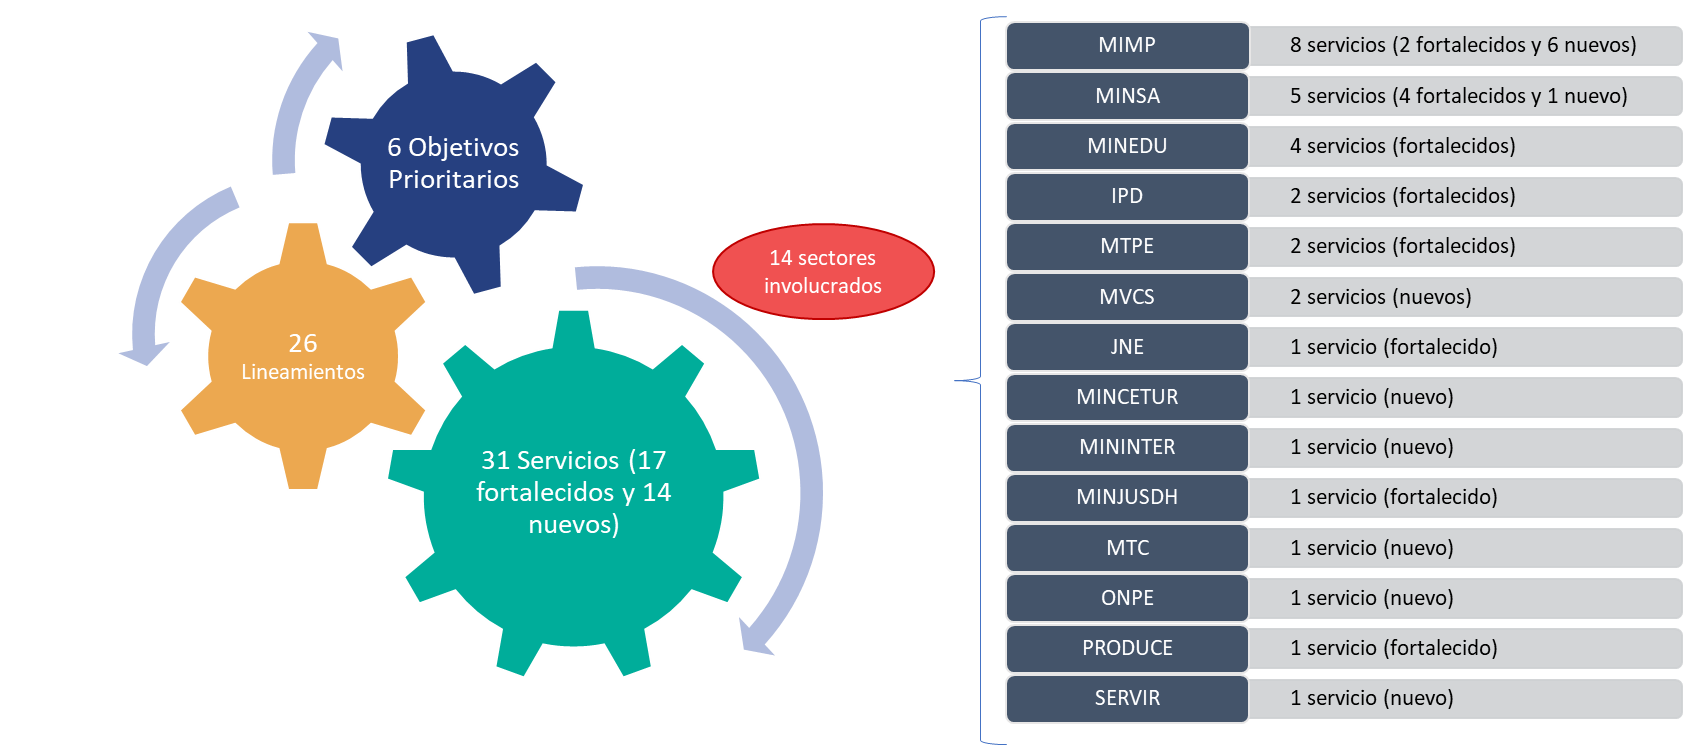 6 Objetivos
Prioritarios
26
Lineamientos
31 Servicios (17
fortalecidos y 14
nuevos)
14 sectores
involucrados
MIMP 8 servicios (2 fortalecidos y 6 nuevos)
MINSA 5 servicios (4 fortalecidos y 1 nuevo)
MINEDU 4 servicios (fortalecidos)
IPD 2 servicios (fortalecidos)
MTPE 2 servicios (fortalecidos)
MVCS 2 servicios (nuevos)
JNE 1 servicio (fortalecido)
MINCETUR 1 servicio (nuevo)
MININTER 1 servicio (nuevo)
MINJUSDH 1 servicio (fortalecido)
MTC 1 servicio (nuevo)
ONPE 1 servicio (nuevo)
PRODUCE 1 servicio (fortalecido)
SERVIR 1 servicio (nuevo)